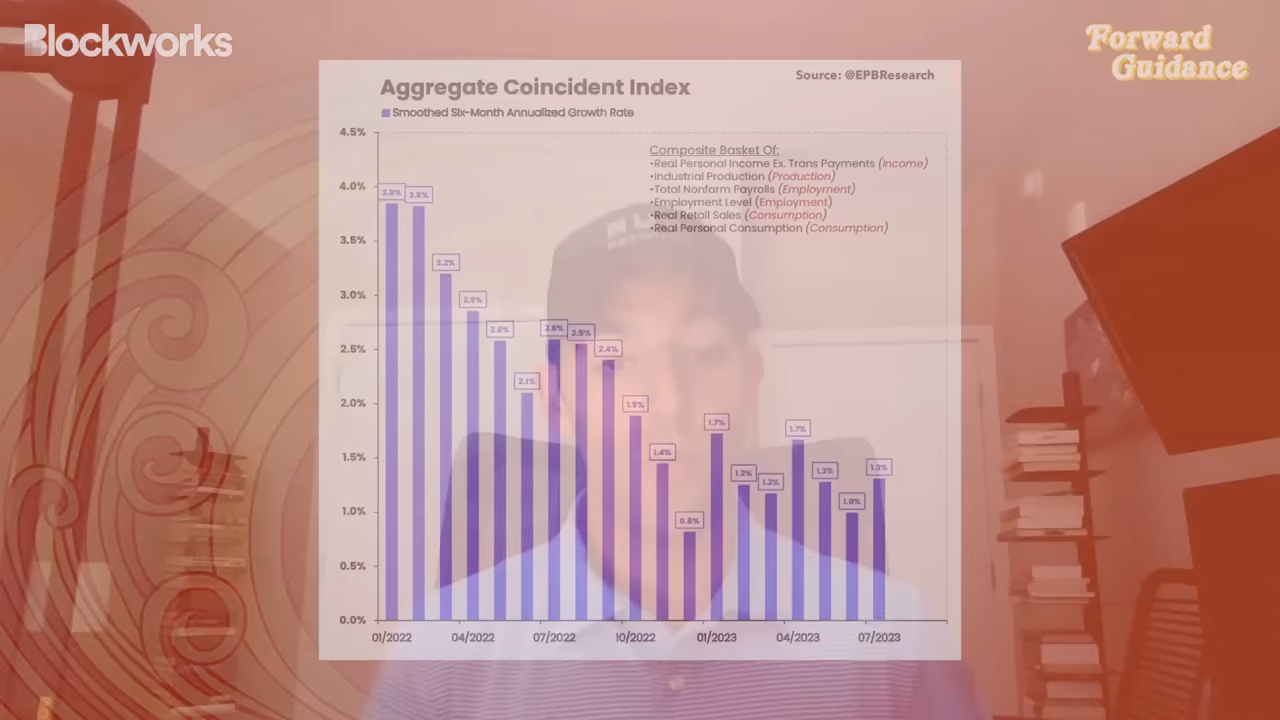 Blockworks
Forward
Guidance
Aggregate Coincident Index
Source: @EPBResearch
Smoothed Six-Month Annualized Growth Rate
4.5%
4.0%
3.5%
3.0%
2.5%
2.0%
1.5%
1.0%
0.5%
0.0%
Composite Basket Of:
•Real Personal Income Ex. Trans Payments (Income)
•Industrial Production (Production)
•Total Nonfarm Payrolls (Employment)
•Employment Level (Employment)
•Real Retail Sales (Consumption)
•Real Personal Consumption (Consumption)
3.8% 3.8% 3.2% 2.9% 2.6% 2.1% 2.6% 2.5% 2.4% 1.9% 1.4% 0.8% 1.7% 1.2% 1.2% 1.7% 1.3% 1.0% 1.3%
01/2022 04/2022 07/2022 10/2022 01/2023 04/2023 07/2023